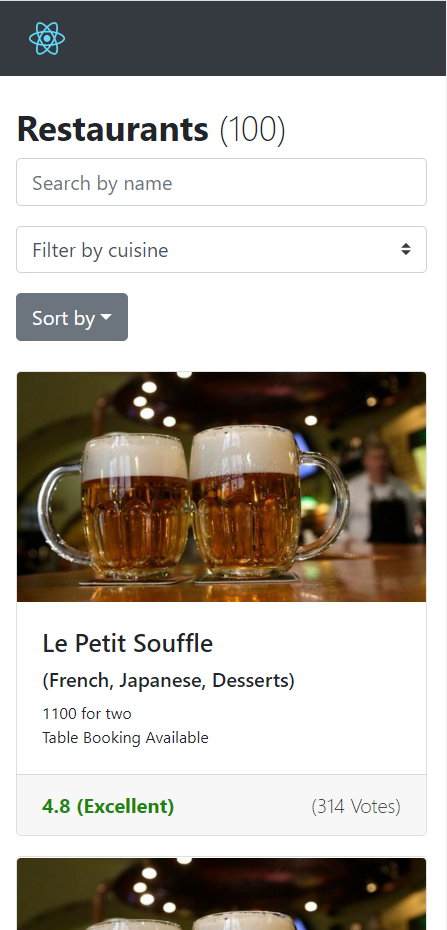 Restaurants (100)
Search by name
Filter by cuisine
Sort by
Le Petit Souffle
(French, Japanese, Desserts)
1100 for two
Table Booking Available
4.8 (Excellent) (314 Votes)